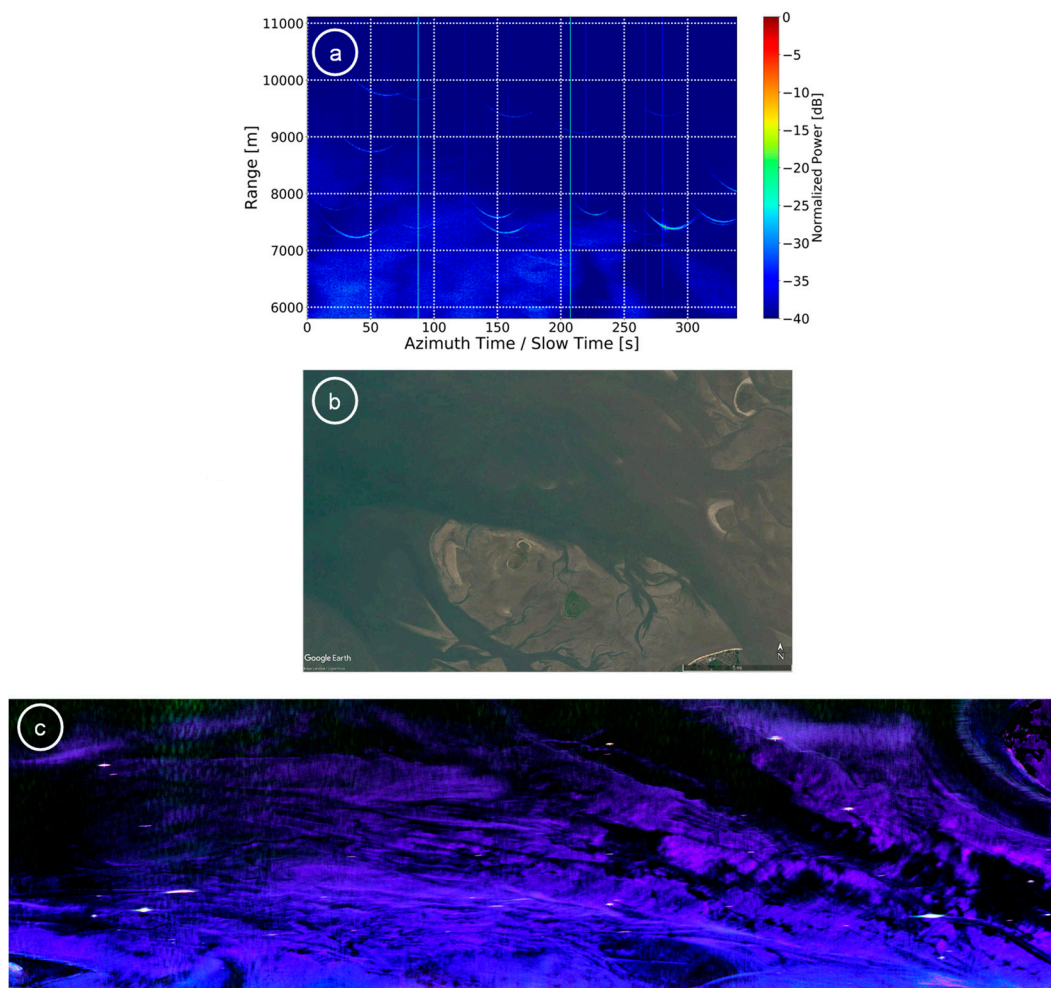 a
11000
10000
9000
8000
7000
6000
Range [m]
0 50 100 150 200 250 300
Azimuth Time / Slow Time [s]
0
−5
−10
−15
−20
−25
−30
−35
−40
Normalized Power [dB]
b
Google Earth
N
c